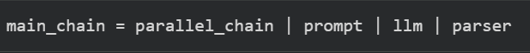 main_chain = parallel_chain | prompt | llm | parser